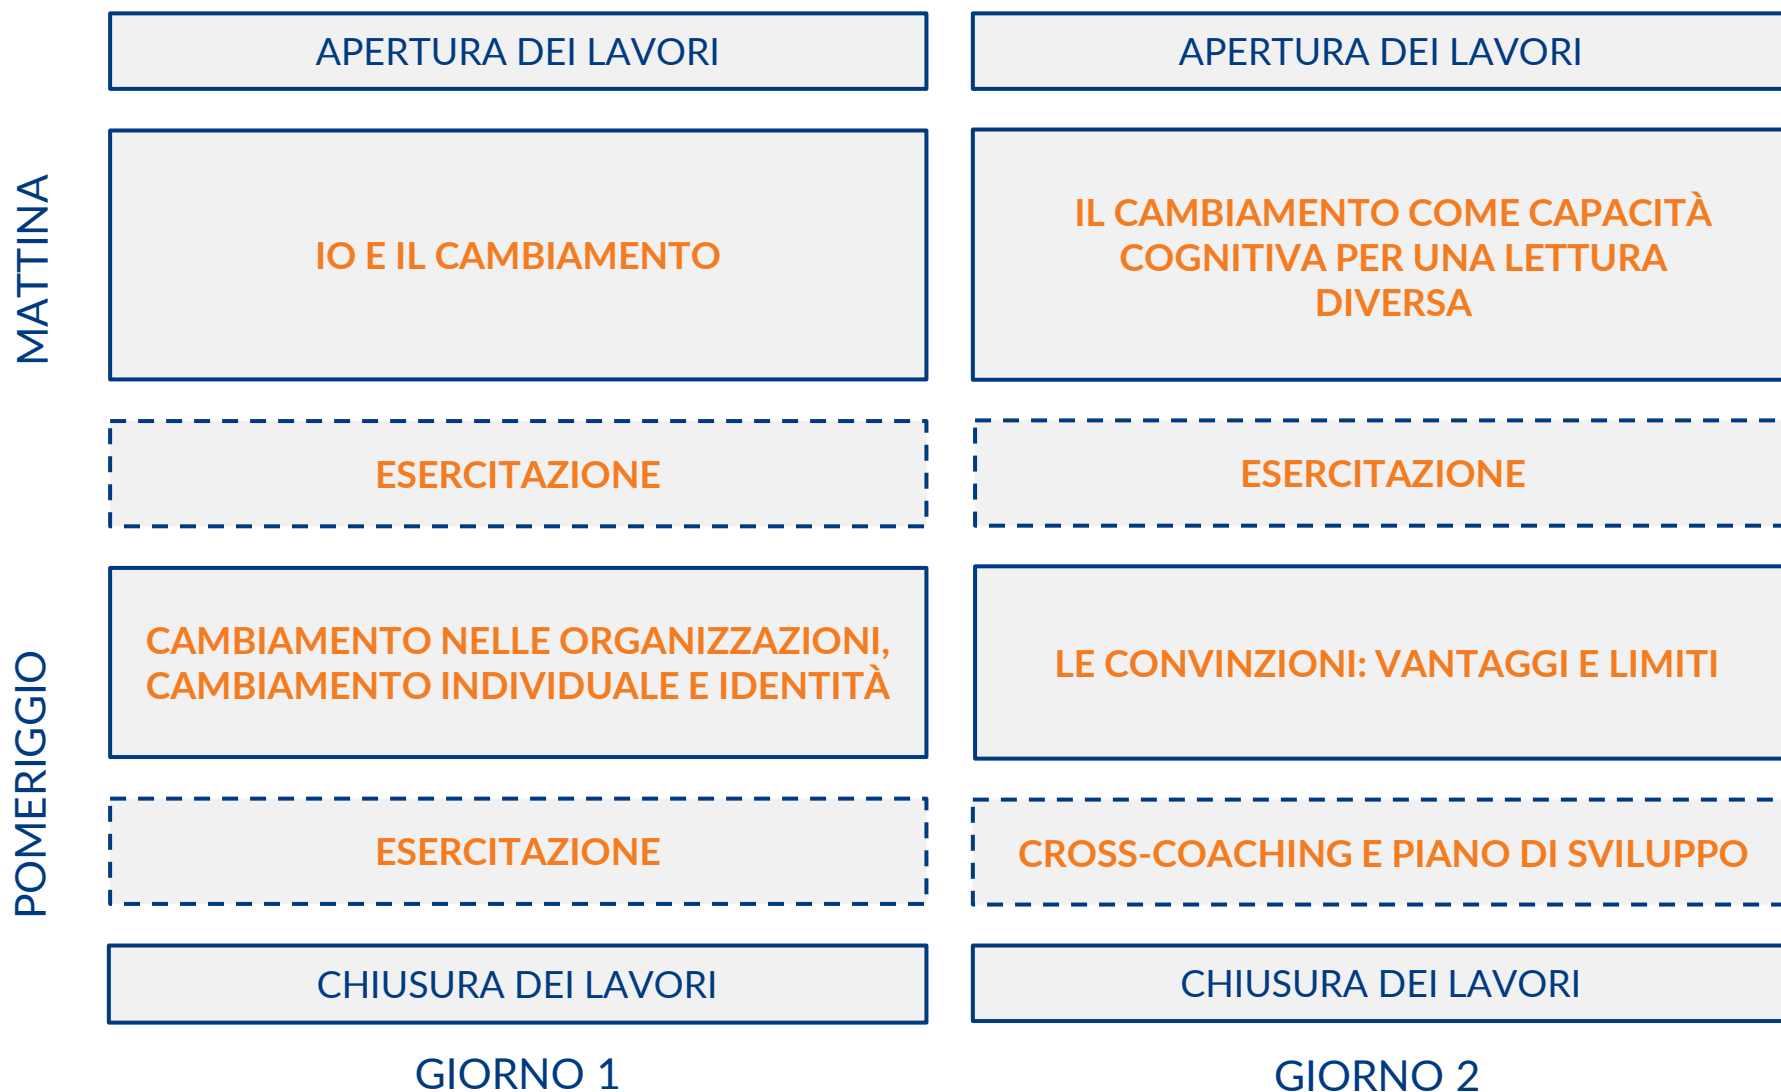 MATTINA
POMERIGGIO
APERTURA DEI LAVORI
IO E IL CAMBIAMENTO
ESERCITAZIONE
CAMBIAMENTO NELLE ORGANIZZAZIONI,
CAMBIAMENTO INDIVIDUALE E IDENTITÀ
ESERCITAZIONE
CHIUSURA DEI LAVORI
GIORNO 1
APERTURA DEI LAVORI
IL CAMBIAMENTO COME CAPACITÀ
COGNITIVA PER UNA LETTURA
DIVERSA
ESERCITAZIONE
LE CONVINZIONI: VANTAGGI E LIMITI
CROSS-COACHING E PIANO DI SVILUPPO
CHIUSURA DEI LAVORI
GIORNO 2